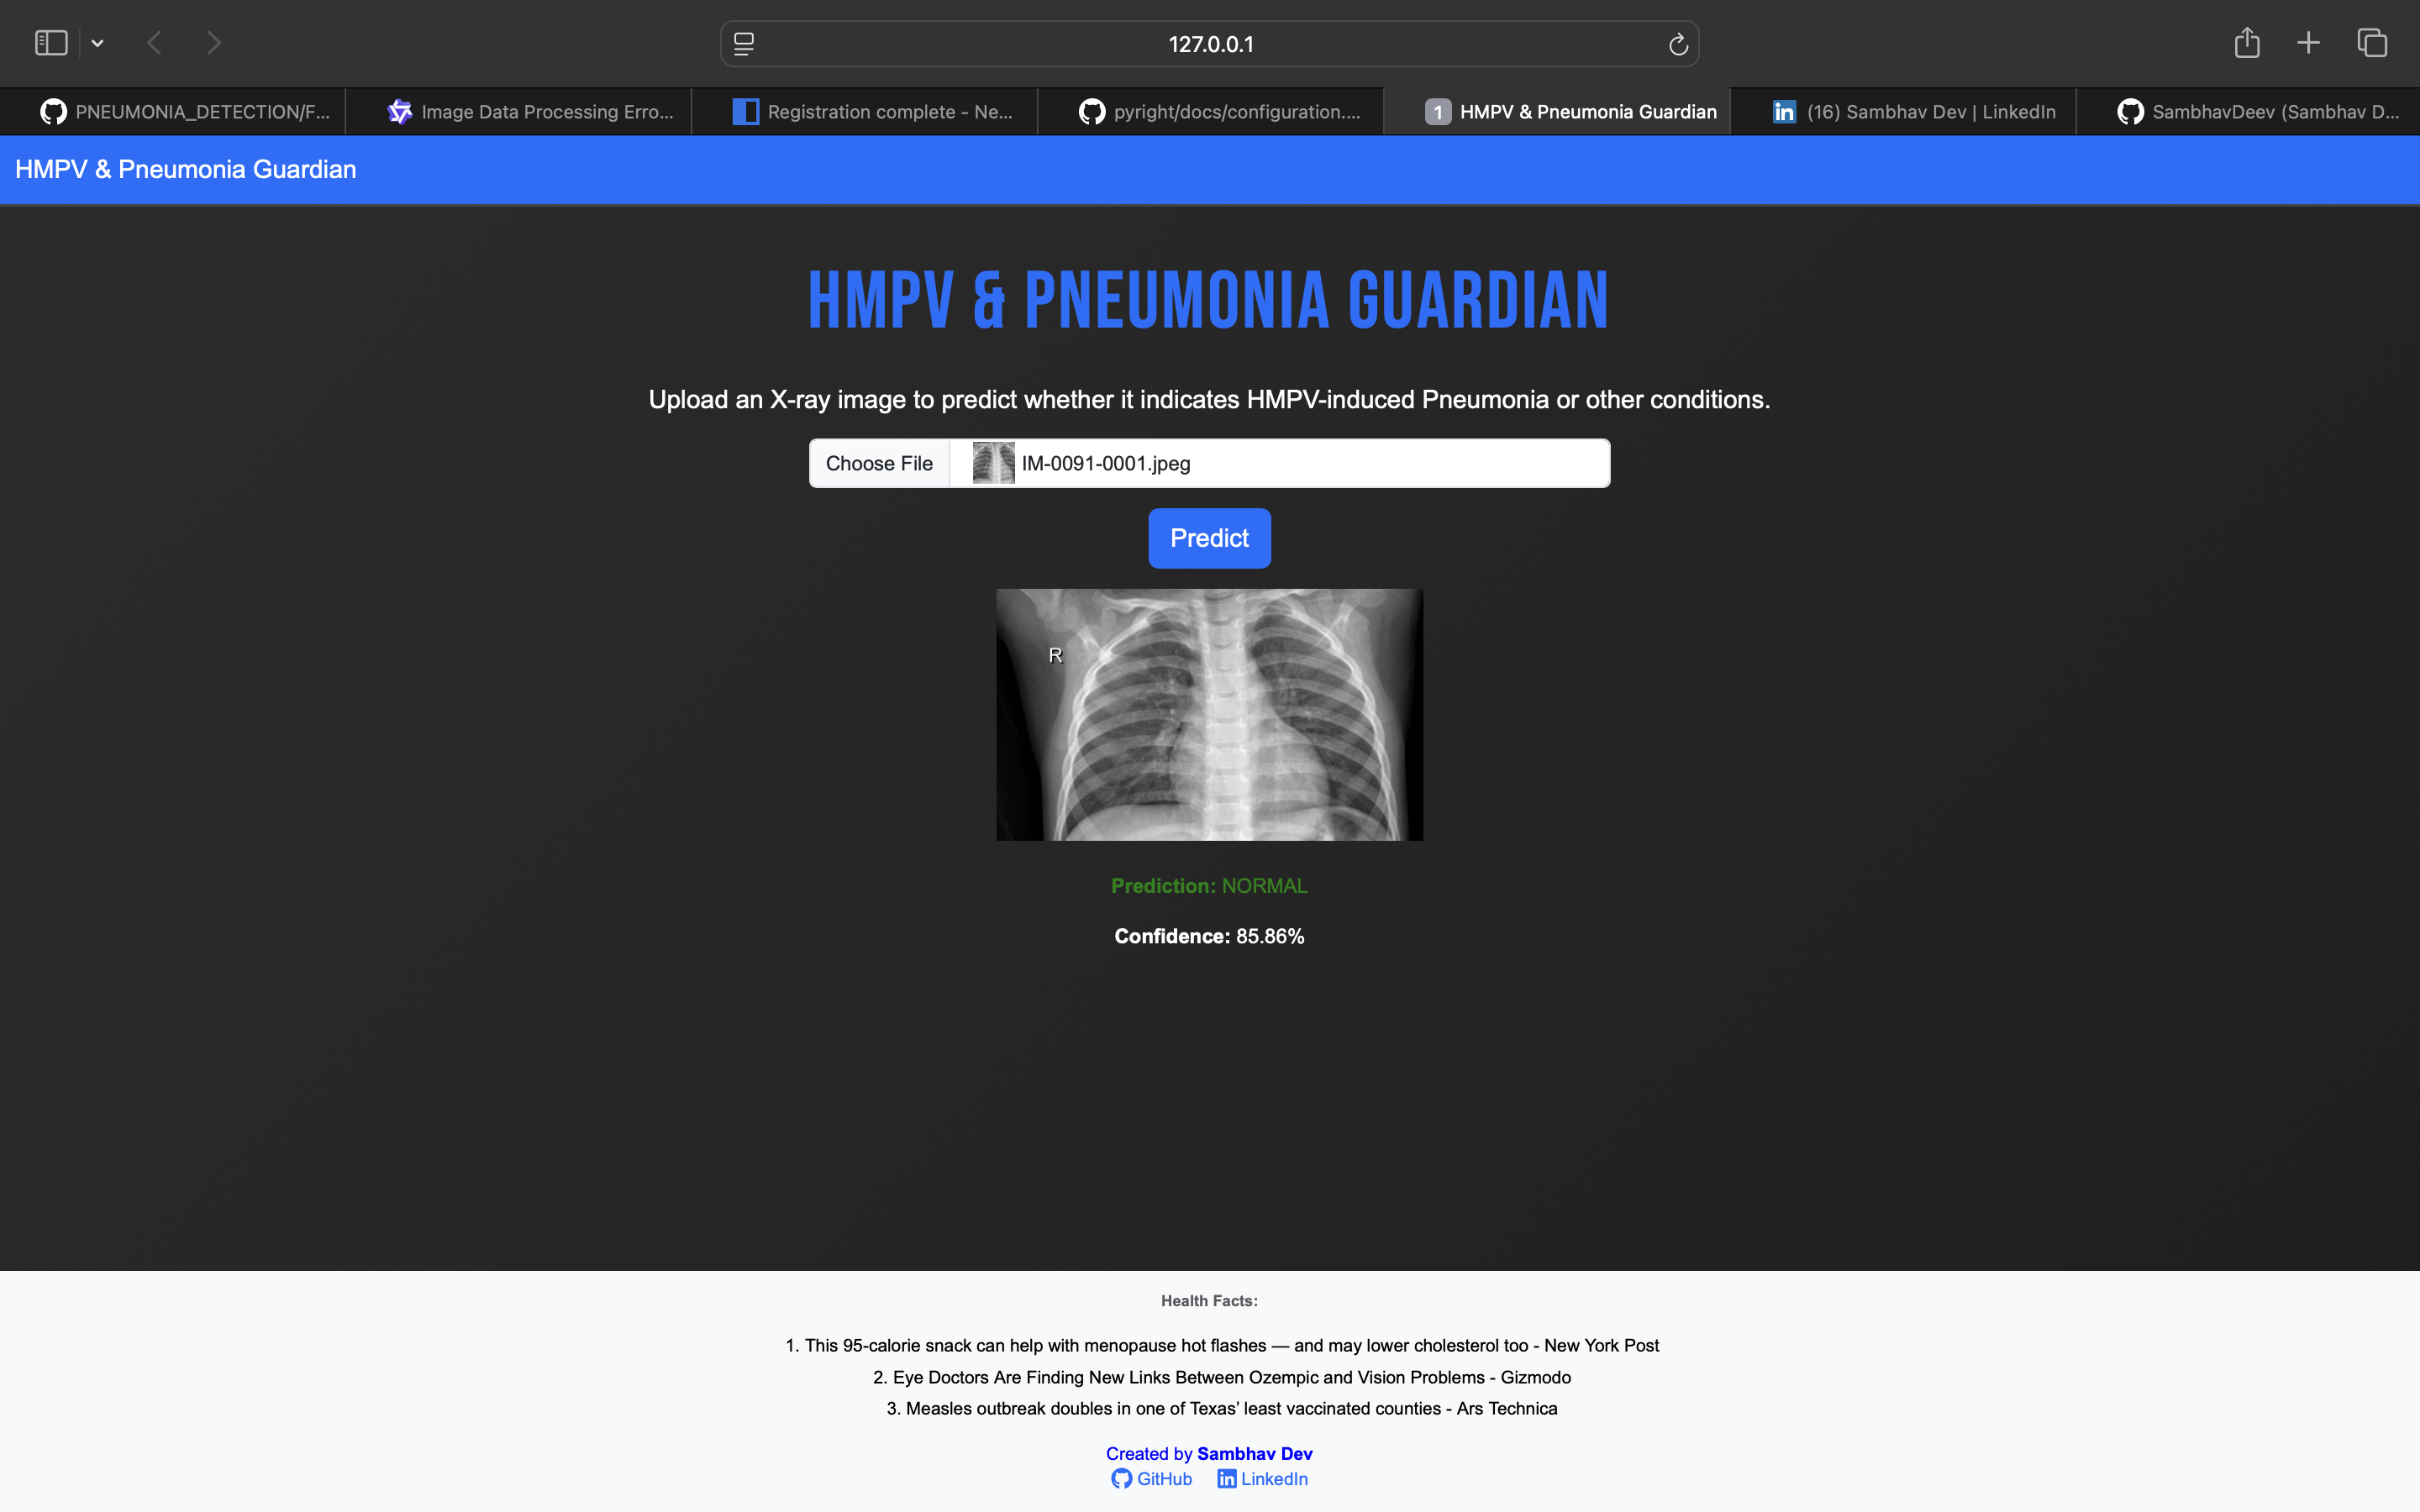 127.0.0.1
PNEUMONIA_DETECTION/F...
Image Data Processing Erro...
Registration complete - Ne...
pyright/docs/configuration....
1 HMPV & Pneumonia Guardian
in (16) Sambhav Dev | LinkedIn
SambhavDeev (Sambhav D...
HMPV & Pneumonia Guardian
HMPV & PNEUMONIA GUARDIAN
Upload an X-ray image to predict whether it indicates HMPV-induced Pneumonia or other conditions.
Choose File IM-0091-0001.jpeg
Predict
R
Prediction: NORMAL
Confidence: 85.86%
Health Facts:
1. This 95-calorie snack can help with menopause hot flashes — and may lower cholesterol too - New York Post
2. Eye Doctors Are Finding New Links Between Ozempic and Vision Problems - Gizmodo
3. Measles outbreak doubles in one of Texas’ least vaccinated counties - Ars Technica
Created by Sambhav Dev
GitHub in LinkedIn